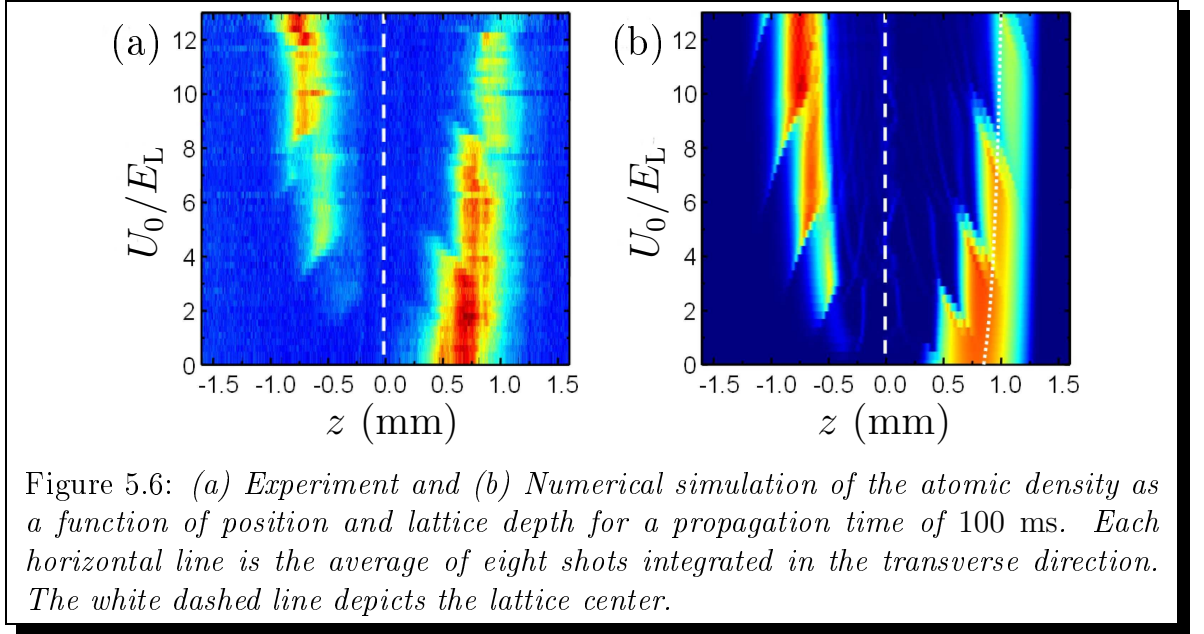 (a)
12
10
8
6
4
2
0
U₀/E_L
-1.5 -1.0 -0.5 0.0 0.5 1.0 1.5
z (mm)
(b)
12
10
8
6
4
2
0
U₀/E_L
-1.5 -1.0 -0.5 0.0 0.5 1.0 1.5
z (mm)
Figure 5.6: (a) Experiment and (b) Numerical simulation of the atomic density as
a function of position and lattice depth for a propagation time of 100 ms. Each
horizontal line is the average of eight shots integrated in the transverse direction.
The white dashed line depicts the lattice center.